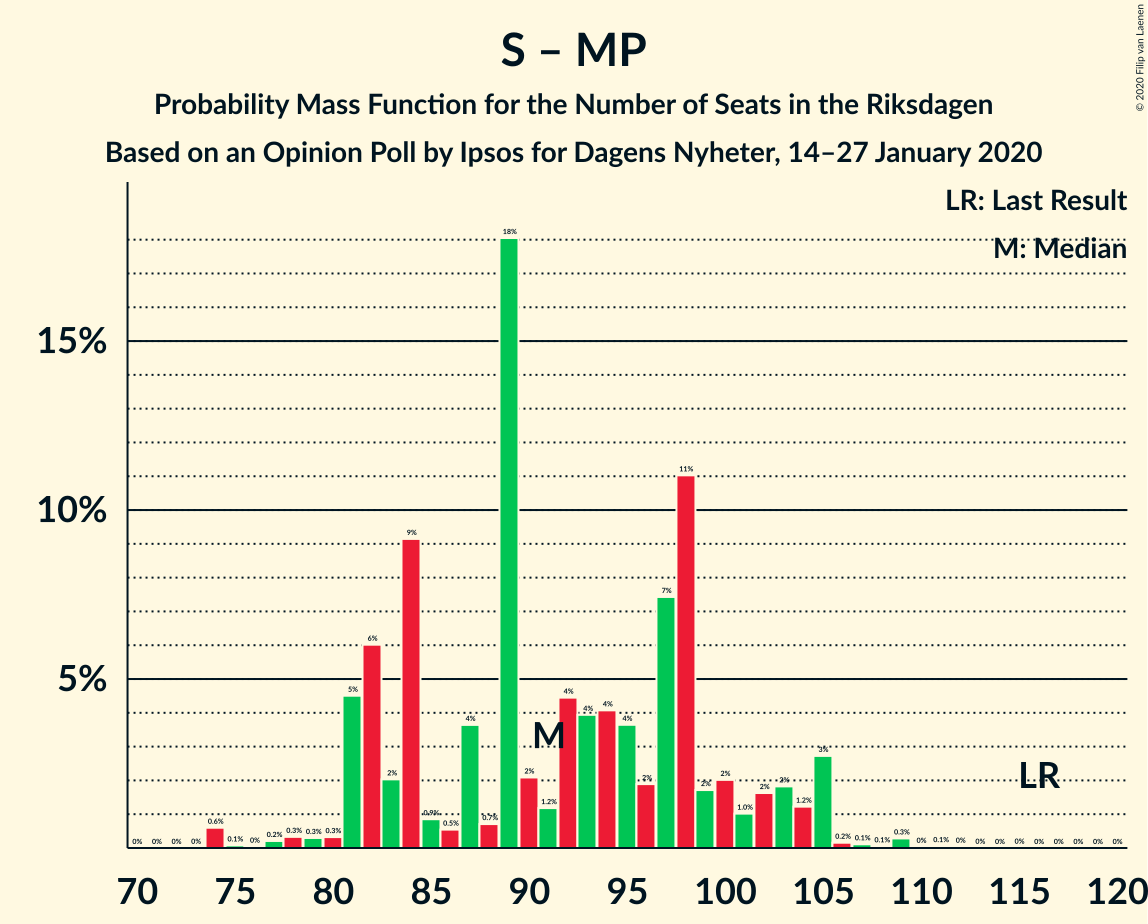 S – MP
Probability Mass Function for the Number of Seats in the Riksdagen
Based on an Opinion Poll by Ipsos for Dagens Nyheter, 14–27 January 2020
© 2020 Filip van Laenen
LR: Last Result
M: Median
15%
10%
5%
0% 0% 0% 0% 0.6% 0.1% 0% 0.2% 0.3% 0.3% 0.3% 5% 6% 2% 9% 0.9% 0.5% 4% 0.7% 18% 2% 1.2% 4% 4% 4% 4% 2% 7% 11% 2% 2% 1.0% 2% 2% 1.2% 3% 0.2% 0.1% 0.1% 0.3% 0% 0.1% 0% 0% 0% 0% 0% 0% 0% 0% 0%
M
LR
70 75 80 85 90 95 100 105 110 115 120